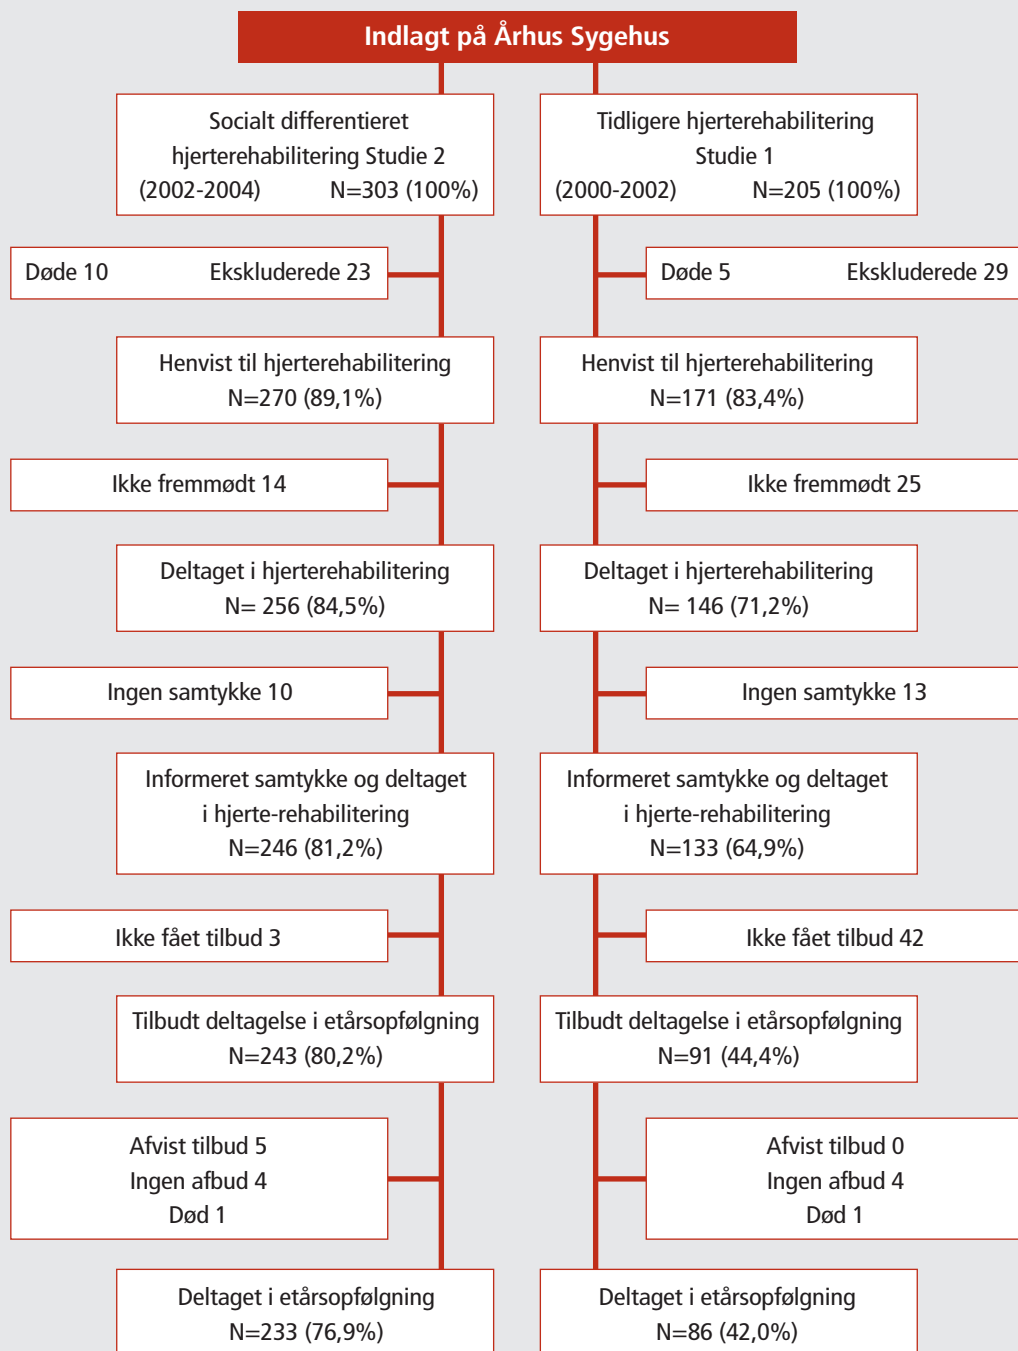 Indlagt på Århus Sygehus
Socialt differentieret
hjerterehabilitering Studie 2
(2002-2004) N=303 (100%)
Tidligere hjerterehabilitering
Studie 1
(2000-2002) N=205 (100%)
Døde 10 Ekskluderede 23
Døde 5 Ekskluderede 29
Henvist til hjerterehabilitering
N=270 (89,1%)
Henvist til hjerterehabilitering
N=171 (83,4%)
Ikke fremmødt 14
Ikke fremmødt 25
Deltaget i hjerterehabilitering
N= 256 (84,5%)
Deltaget i hjerterehabilitering
N= 146 (71,2%)
Ingen samtykke 10
Ingen samtykke 13
Informeret samtykke og deltaget
i hjerte-rehabilitering
N=246 (81,2%)
Informeret samtykke og deltaget
i hjerte-rehabilitering
N=133 (64,9%)
Ikke fået tilbud 3
Ikke fået tilbud 42
Tilbudt deltagelse i etårsopfølgning
N=243 (80,2%)
Tilbudt deltagelse i etårsopfølgning
N=91 (44,4%)
Afvist tilbud 5
Ingen afbud 4
Død 1
Afvist tilbud 0
Ingen afbud 4
Død 1
Deltaget i etårsopfølgning
N=233 (76,9%)
Deltaget i etårsopfølgning
N=86 (42,0%)